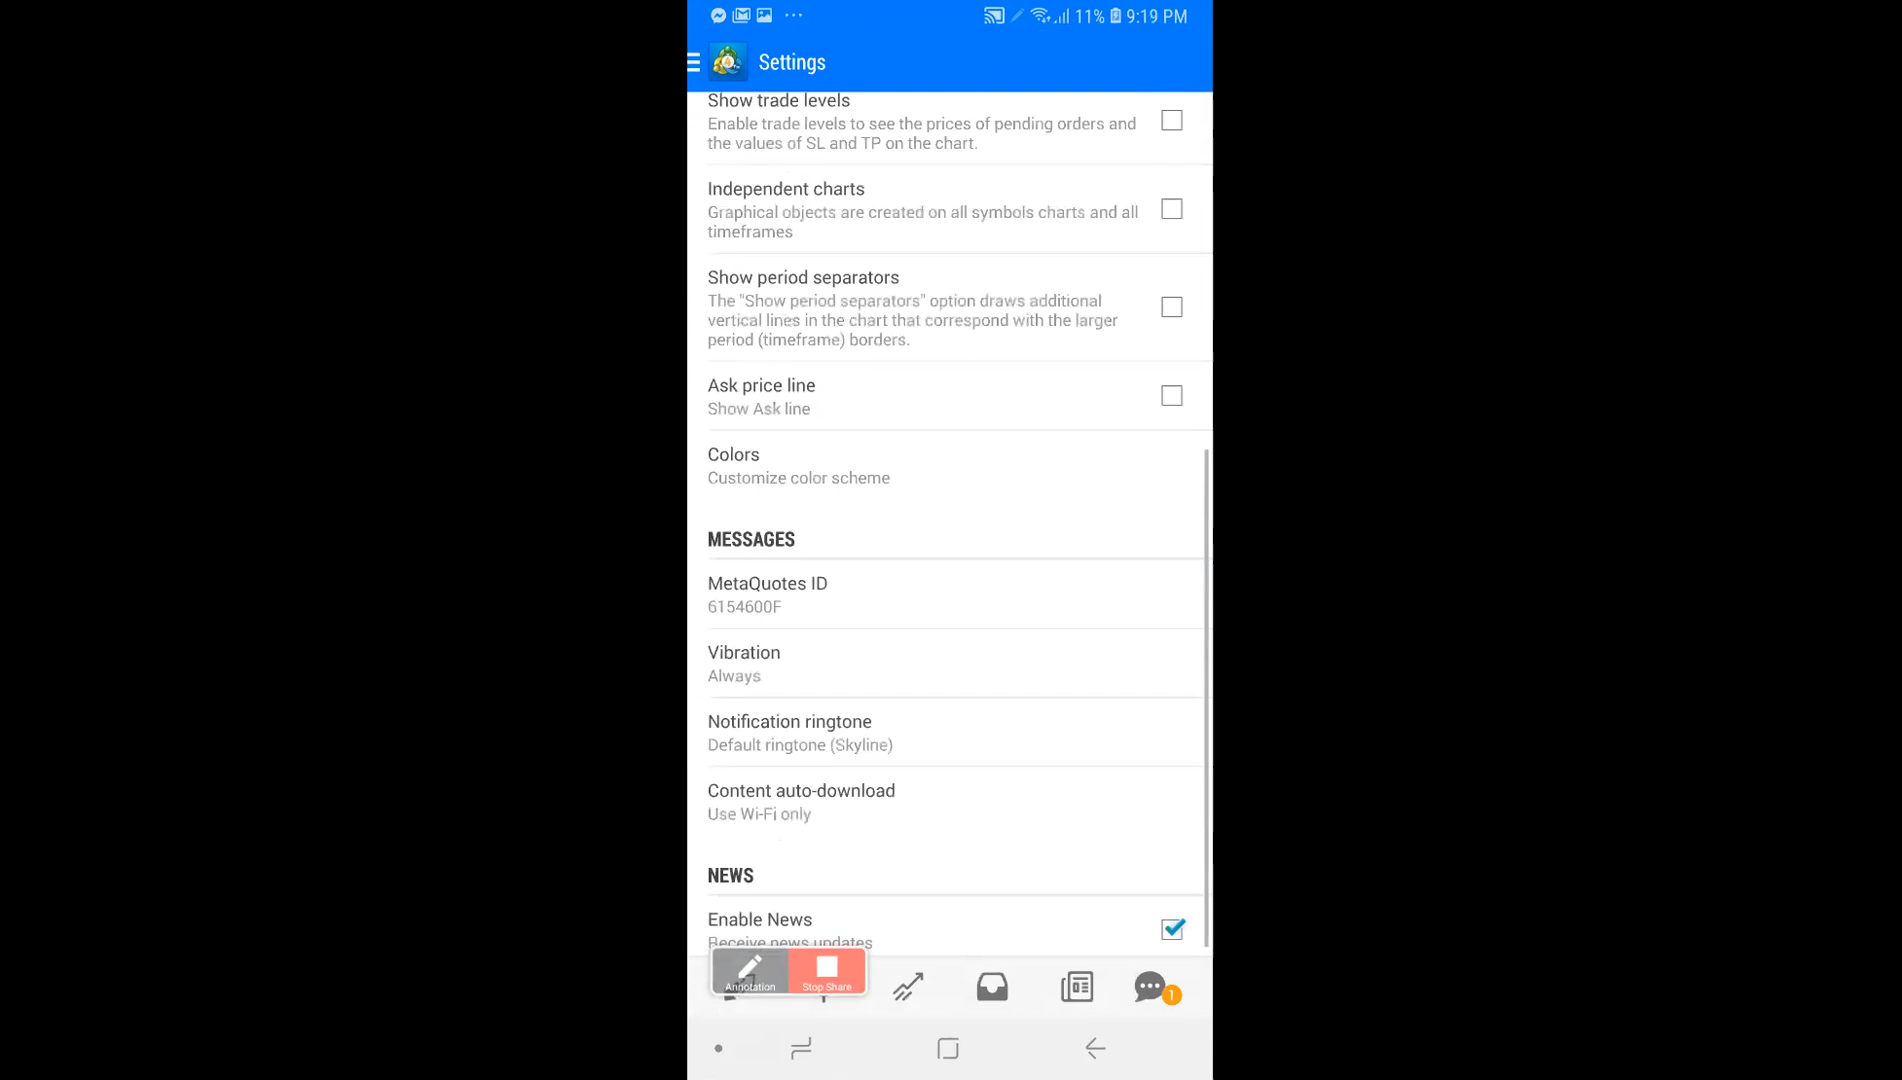 11% 9:19 PM
Settings
Show trade levels
Enable trade levels to see the prices of pending orders and
the values of SL and TP on the chart.
Independent charts
Graphical objects are created on all symbols charts and all
timeframes
Show period separators
The "Show period separators" option draws additional
vertical lines in the chart that correspond with the larger
period (timeframe) borders.
Ask price line
Show Ask line
Colors
Customize color scheme
MESSAGES
MetaQuotes ID
6154600F
Vibration
Always
Notification ringtone
Default ringtone (Skyline)
Content auto-download
Use Wi-Fi only
NEWS
Enable News
Receive news updates
Annotation
Stop Share
1